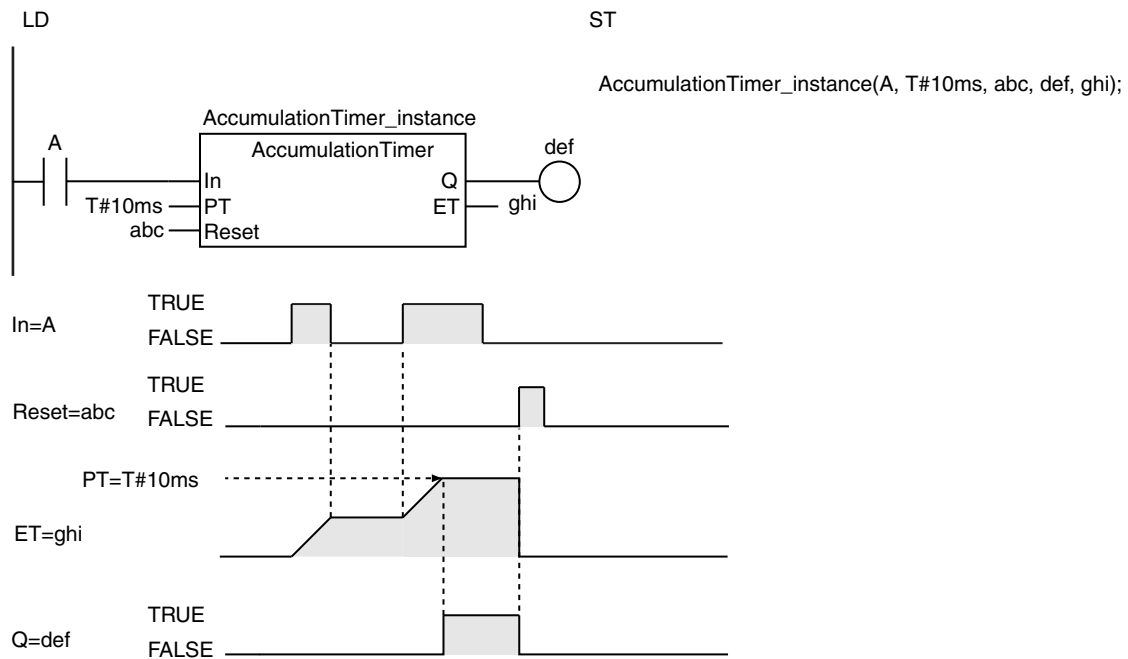 LD
ST
AccumulationTimer_instance(A, T#10ms, abc, def, ghi);
AccumulationTimer_instance
A
AccumulationTimer
def
In
Q
T#10ms
PT
ET
ghi
abc
Reset
In=A
TRUE
FALSE
Reset=abc
TRUE
FALSE
PT=T#10ms
ET=ghi
Q=def
TRUE
FALSE